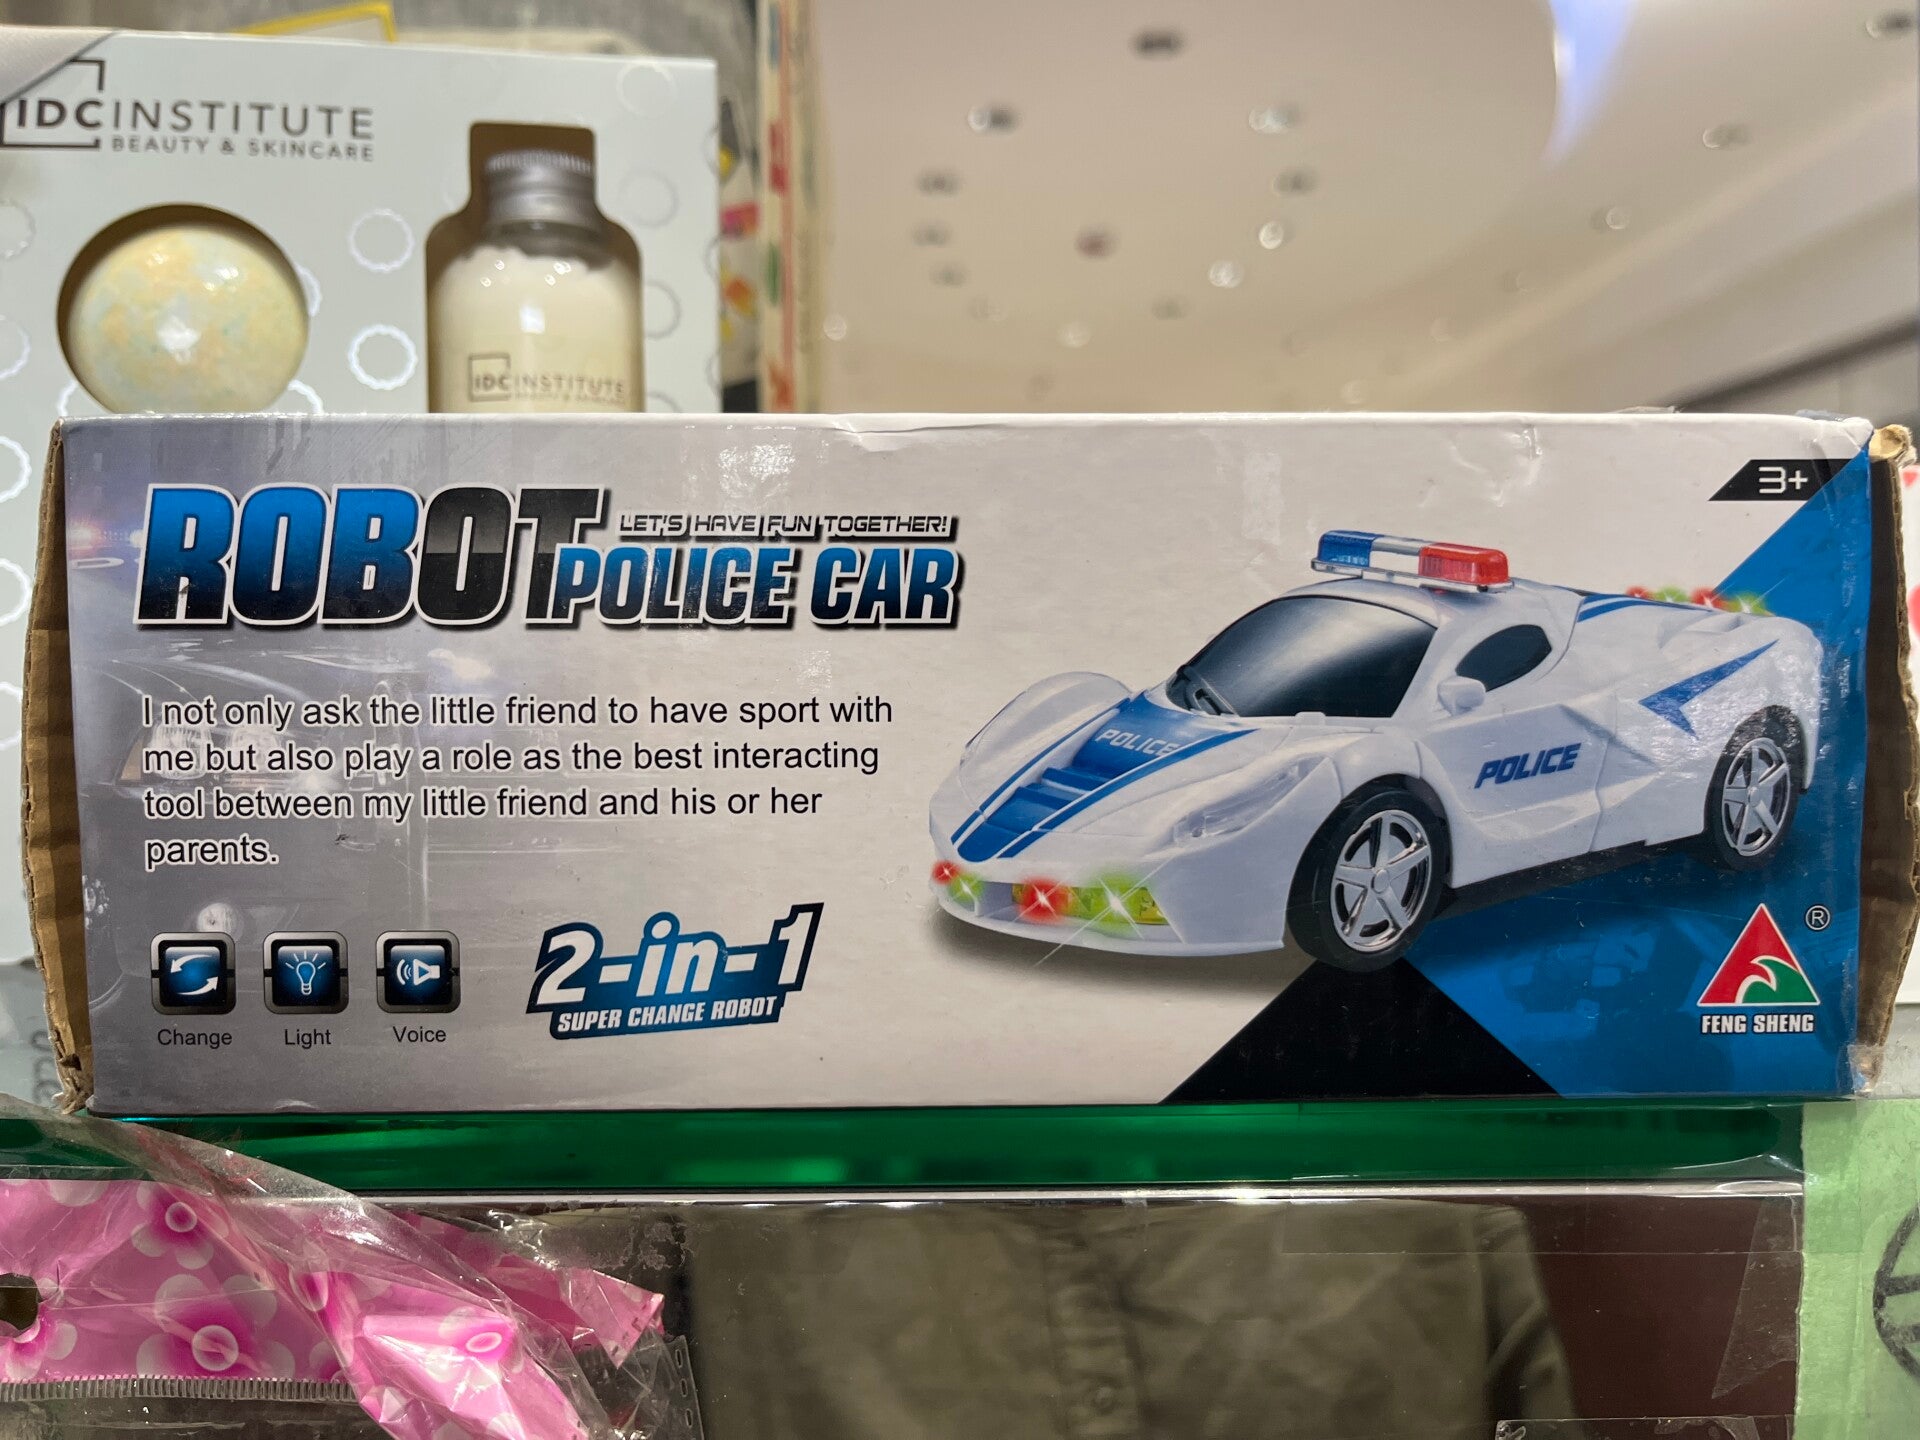 IDCINSTITUTE
BEAUTY & SKINCARE
IDCINSTITUTE
BEAUTY & SKINCARE
3+
ROBOT
LET'S HAVE FUN TOGETHER!
POLICE CAR
I not only ask the little friend to have sport with
me but also play a role as the best interacting
tool between my little friend and his or her
parents.
POLICE
POLICE
Change
Light
Voice
2-in-1
SUPER CHANGE ROBOT
®
FENG SHENG